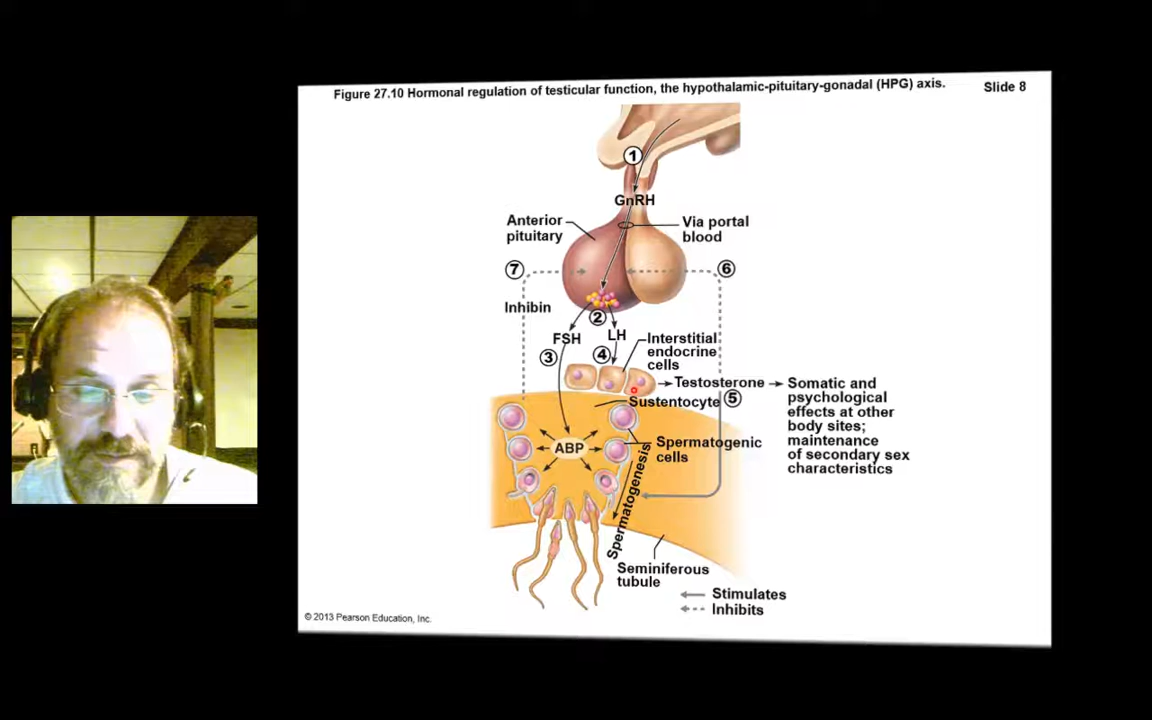 Figure 27.10 Hormonal regulation of testicular function, the hypothalamic-pituitary-gonadal (HPG) axis.
Slide 8
1
GnRH
Anterior
pituitary
Via portal
blood
7
6
Inhibin
2
FSH
LH
3
4
Interstitial
endocrine
cells
Testosterone
Somatic and
psychological
effects at other
body sites;
maintenance
of secondary sex
characteristics
Sustentocyte
5
ABP
Spermatogenic
cells
Spermatogenesis
Seminiferous
tubule
Stimulates
Inhibits
© 2013 Pearson Education, Inc.